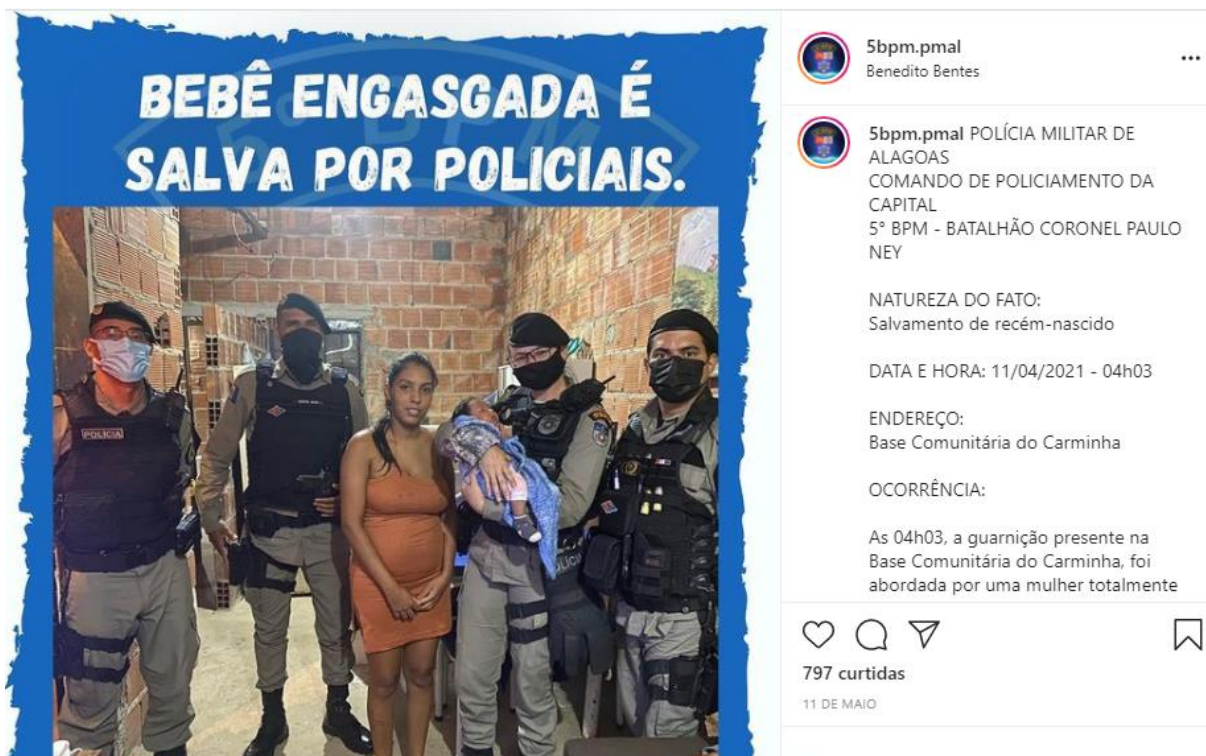 BEBÊ ENGASGADA É
SALVA POR POLICIAIS.
5º BPM
POLÍCIA
5bpm.pmal
Benedito Bentes
5bpm.pmal POLÍCIA MILITAR DE
ALAGOAS
COMANDO DE POLICIAMENTO DA
CAPITAL
5° BPM - BATALHÃO CORONEL PAULO
NEY
NATUREZA DO FATO:
Salvamento de recém-nascido
DATA E HORA: 11/04/2021 - 04h03
ENDEREÇO:
Base Comunitária do Carminha
OCORRÊNCIA:
As 04h03, a guarnição presente na
Base Comunitária do Carminha, foi
abordada por uma mulher totalmente
797 curtidas
11 DE MAIO